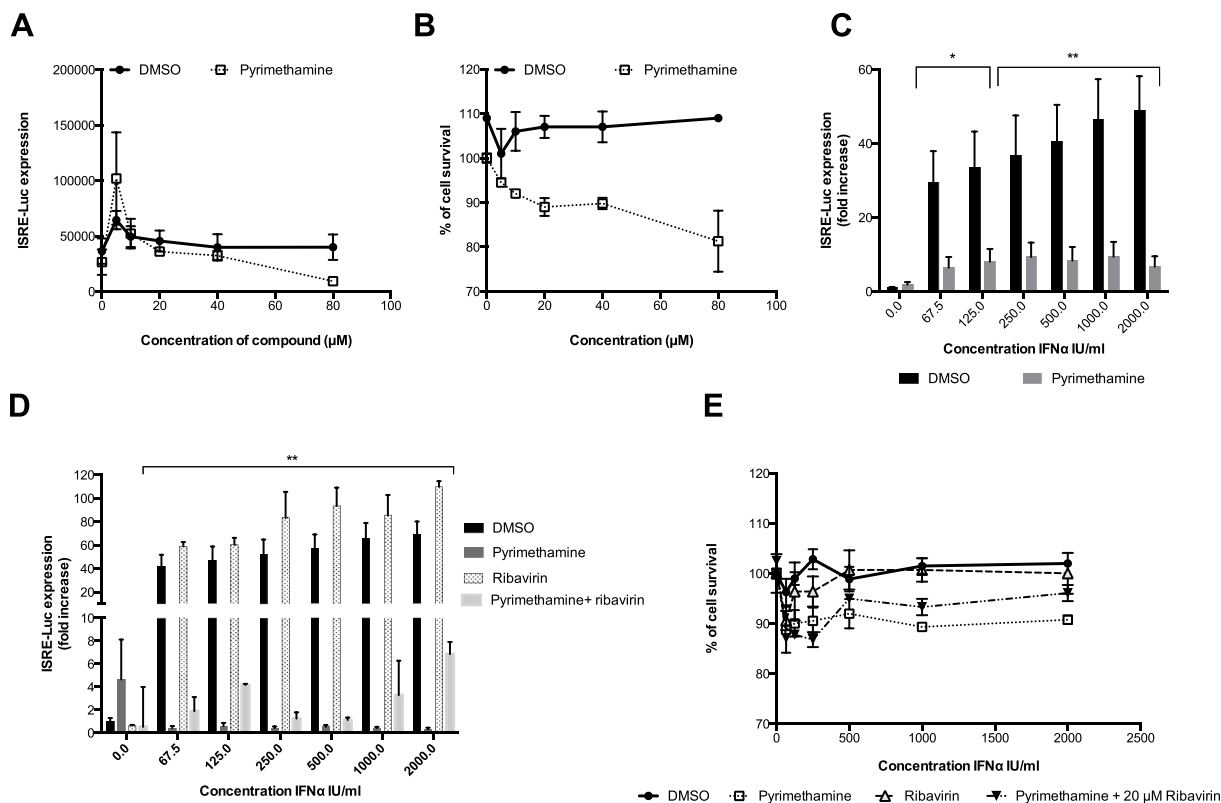 A
DMSO
Pyrimethamine
200000
150000
100000
50000
0
ISRE-Luc expression
0 20 40 60 80 100
Concentration of compound (µM)
B
DMSO
Pyrimethamine
120
110
100
90
80
70
% of cell survival
0 20 40 60 80 100
Concentration (µM)
C
*
**
60
40
20
0
ISRE-Luc expression
(fold increase)
0.0 67.5 125.0 250.0 500.0 1000.0 2000.0
Concentration IFNα IU/ml
DMSO
Pyrimethamine
D
**
120
100
80
60
40
20
10
8
6
4
2
0
ISRE-Luc expression
(fold increase)
0.0 67.5 125.0 250.0 500.0 1000.0 2000.0
Concentration IFNα IU/ml
DMSO
Pyrimethamine
Ribavirin
Pyrimethamine+ ribavirin
E
120
110
100
90
80
70
% of cell survival
0 500 1000 1500 2000 2500
Concentration IFNα IU/ml
DMSO
Pyrimethamine
Ribavirin
Pyrimethamine + 20 µM Ribavirin